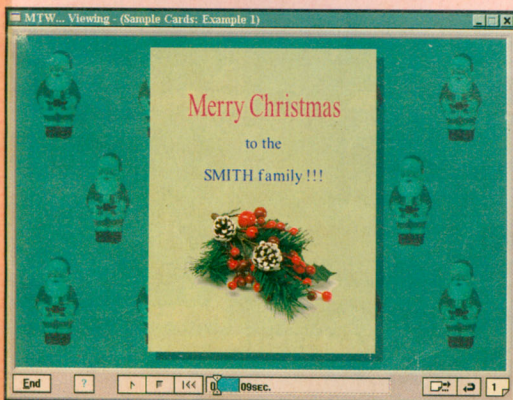 MTW... Viewing - (Sample Cards: Example 1)
Merry Christmas
to the
SMITH family !!!
End ? 09SEC. 1